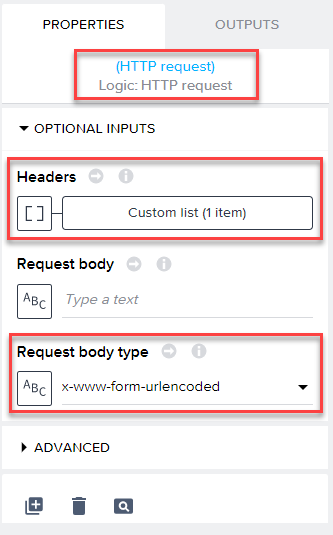 PROPERTIES
OUTPUTS
(HTTP request)
Logic: HTTP request
OPTIONAL INPUTS
Headers
[ ] Custom list (1 item)
Request body
ABC Type a text
Request body type
ABC x-www-form-urlencoded
ADVANCED